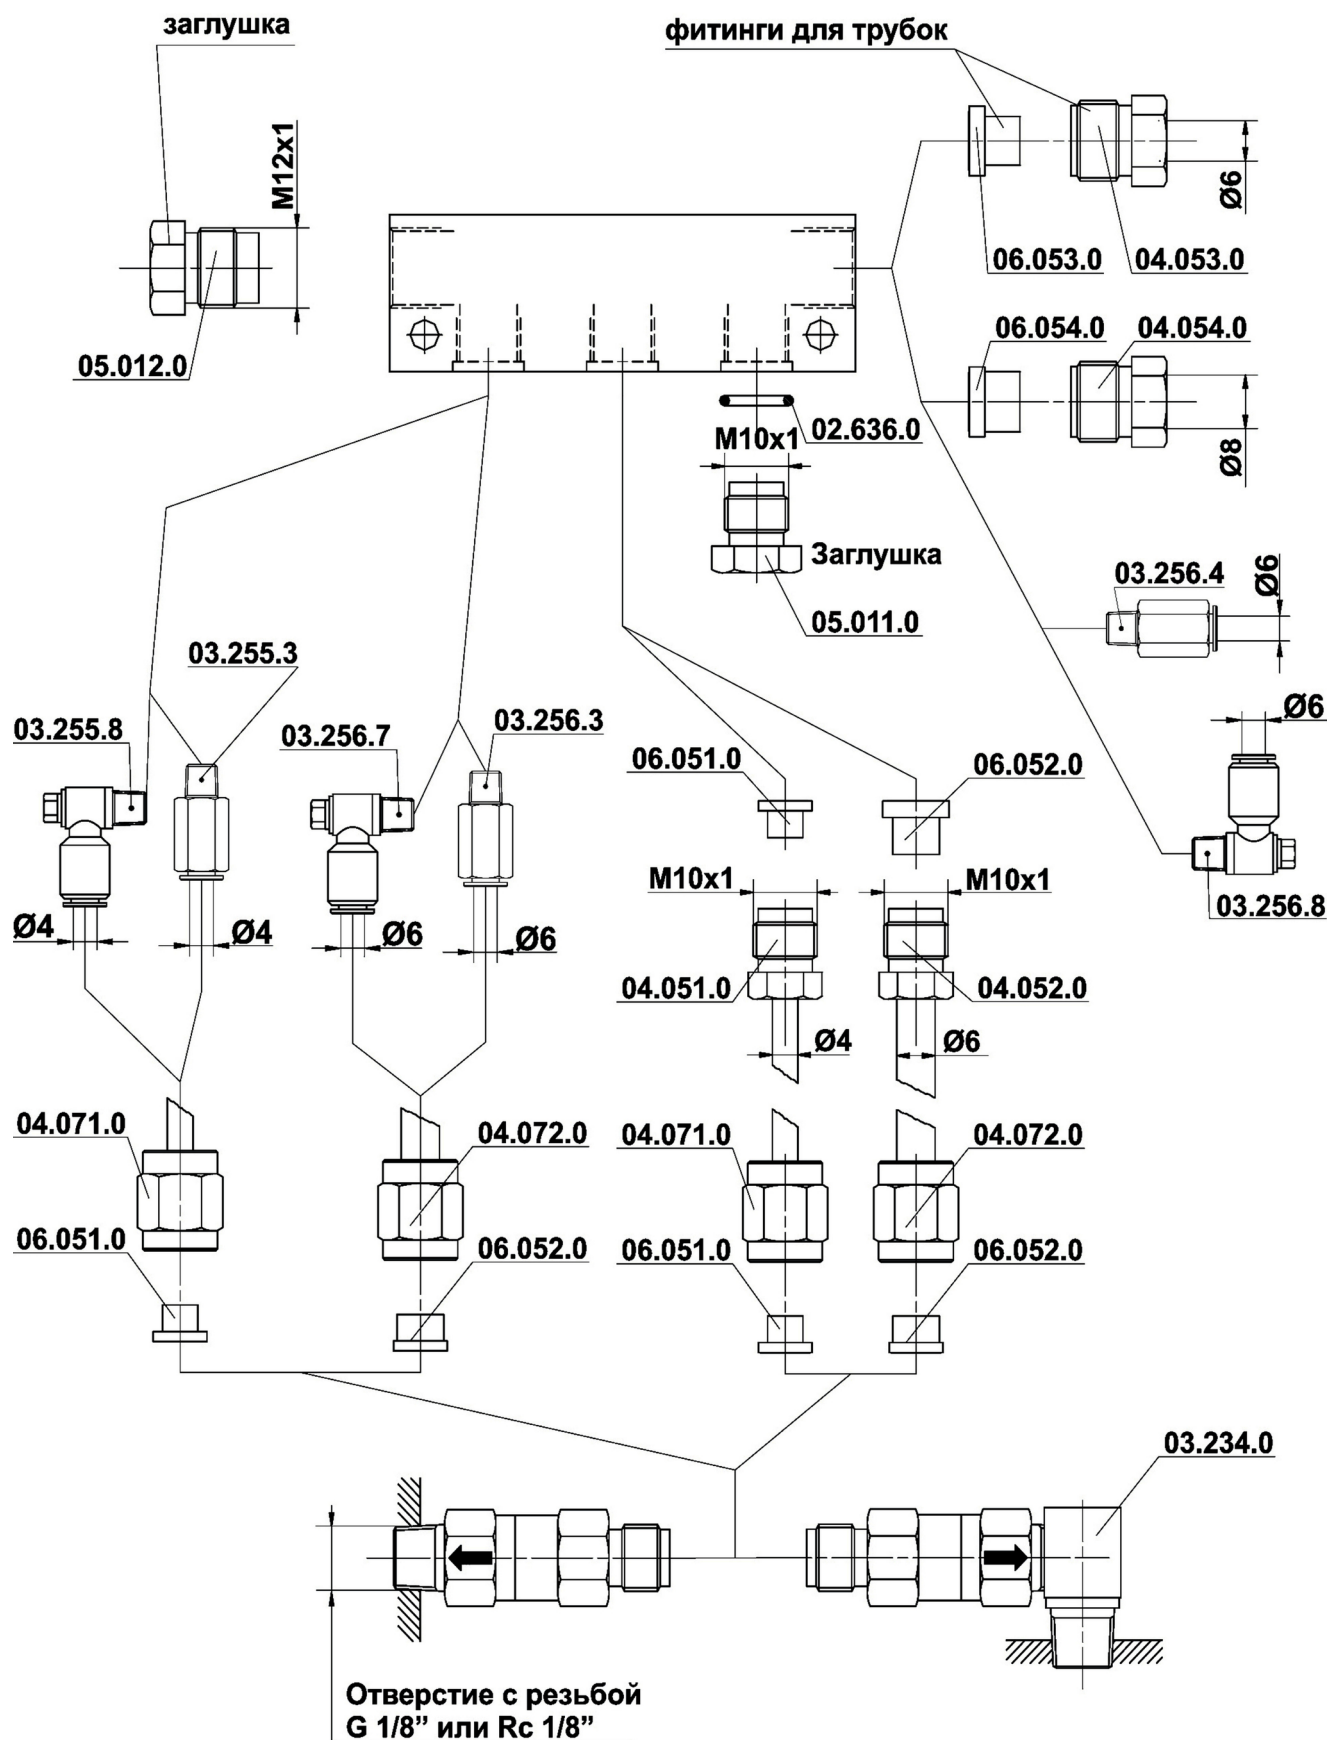 заглушка
фитинги для трубок
M12x1
Ø6
06.053.0
04.053.0
05.012.0
06.054.0
04.054.0
02.636.0
M10x1
Ø8
Заглушка
03.256.4
Ø6
05.011.0
03.255.3
03.255.8
03.256.7
03.256.3
06.051.0
06.052.0
Ø6
M10x1
M10x1
03.256.8
Ø4
Ø4
Ø6
Ø6
04.051.0
04.052.0
Ø4
Ø6
04.071.0
04.072.0
04.071.0
04.072.0
06.051.0
06.052.0
06.051.0
06.052.0
03.234.0
Отверстие с резьбой
G 1/8” или Rc 1/8”